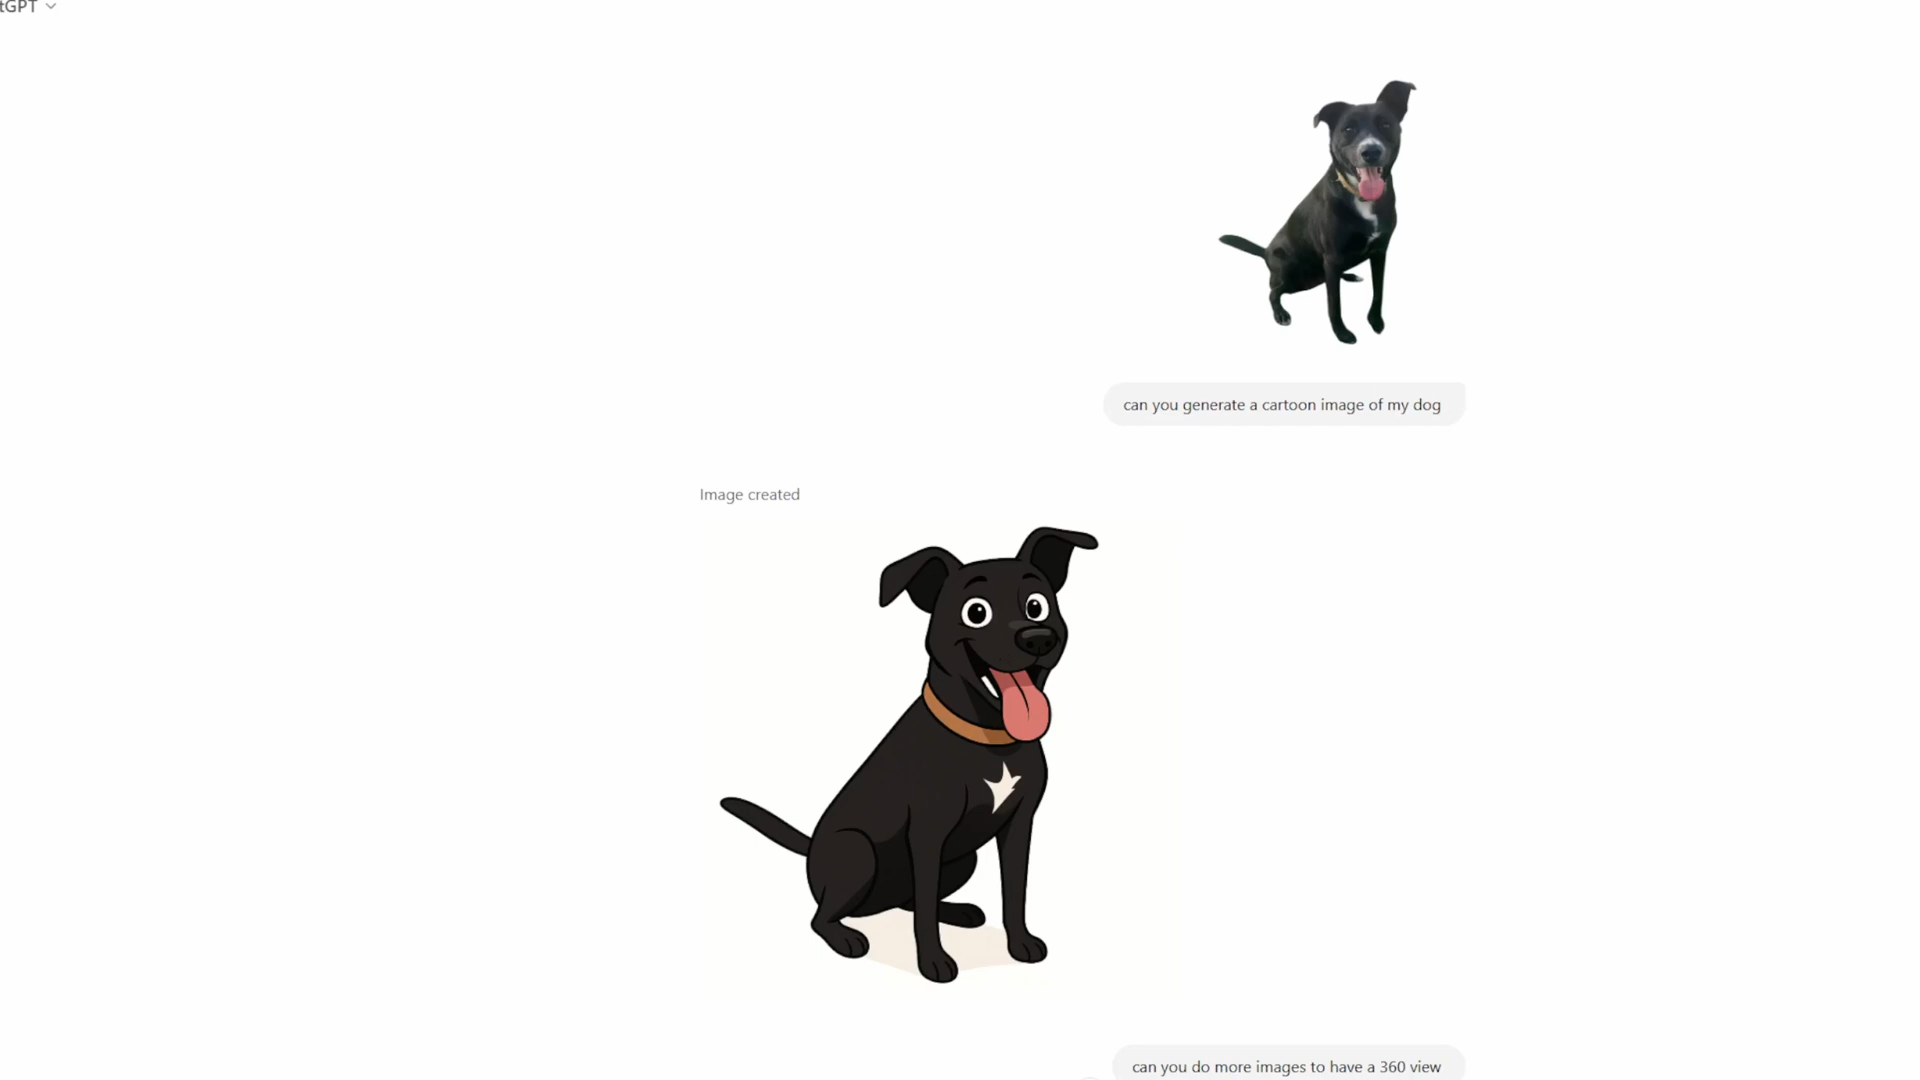 tGPT
can you generate a cartoon image of my dog
Image created
can you do more images to have a 360 view